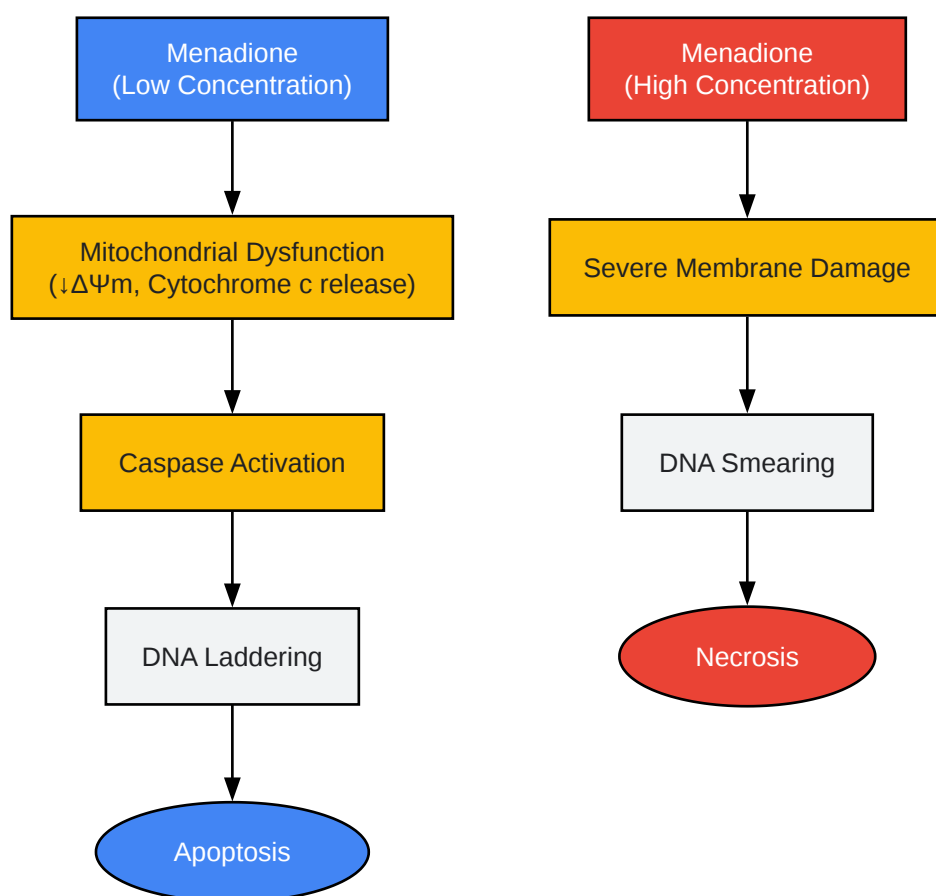 Menadione
(Low Concentration)
Mitochondrial Dysfunction
(↓ΔΨm, Cytochrome c release)
Caspase Activation
DNA Laddering
Apoptosis
Menadione
(High Concentration)
Severe Membrane Damage
DNA Smearing
Necrosis